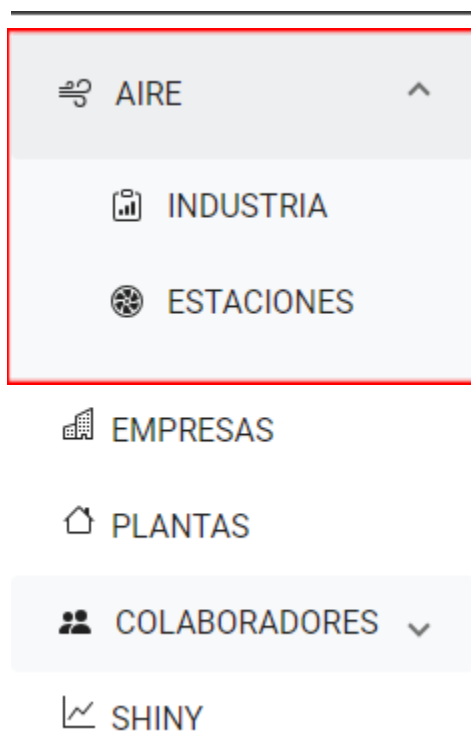 AIRE
INDUSTRIA
ESTACIONES
EMPRESAS
PLANTAS
COLABORADORES
SHINY